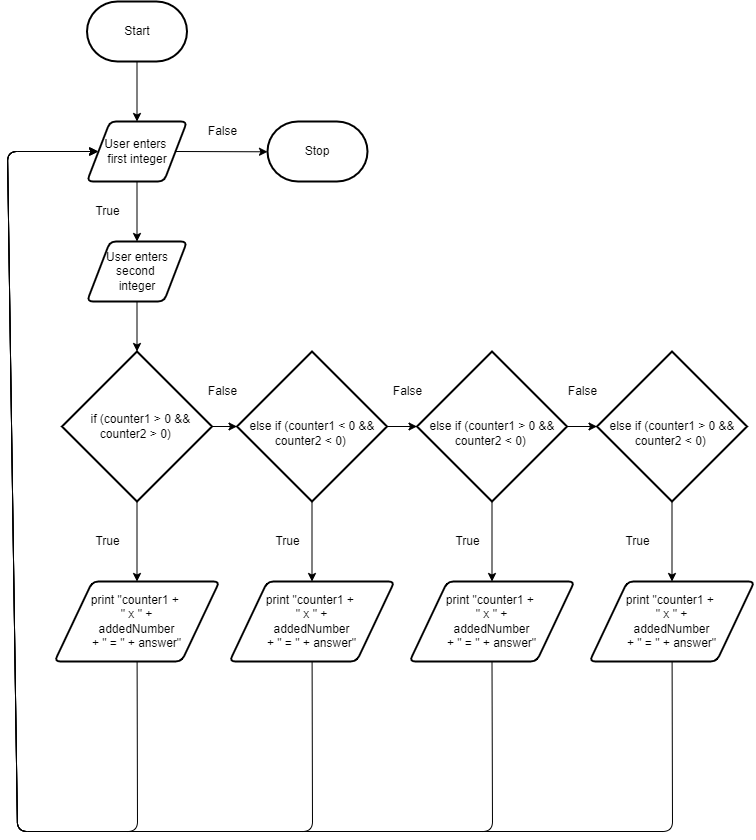 Start
User enters
first integer
False
Stop
True
User enters
second
integer
if (counter1 > 0 &&
counter2 > 0)
False
else if (counter1 < 0 &&
counter2 < 0)
False
else if (counter1 > 0 &&
counter2 < 0)
False
else if (counter1 > 0 &&
counter2 < 0)
True
True
True
True
print "counter1 +
" x " +
addedNumber
+ " = " + answer"
print "counter1 +
" x " +
addedNumber
+ " = " + answer"
print "counter1 +
" x " +
addedNumber
+ " = " + answer"
print "counter1 +
" x " +
addedNumber
+ " = " + answer"